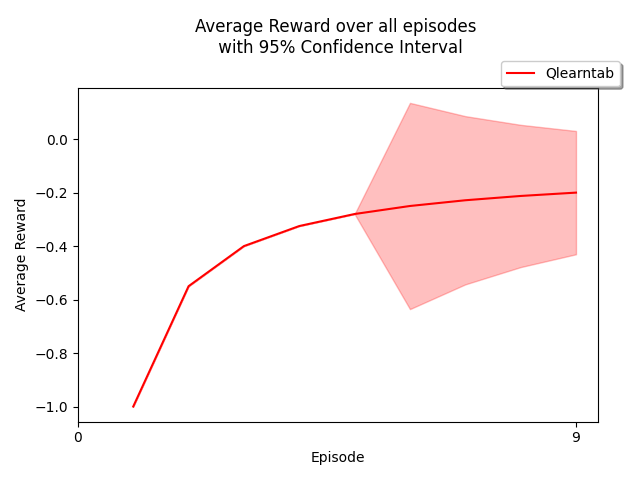 Average Reward over all episodes
with 95% Confidence Interval
Qlearntab
0.0
−0.2
−0.4
−0.6
−0.8
−1.0
Average Reward
0
9
Episode